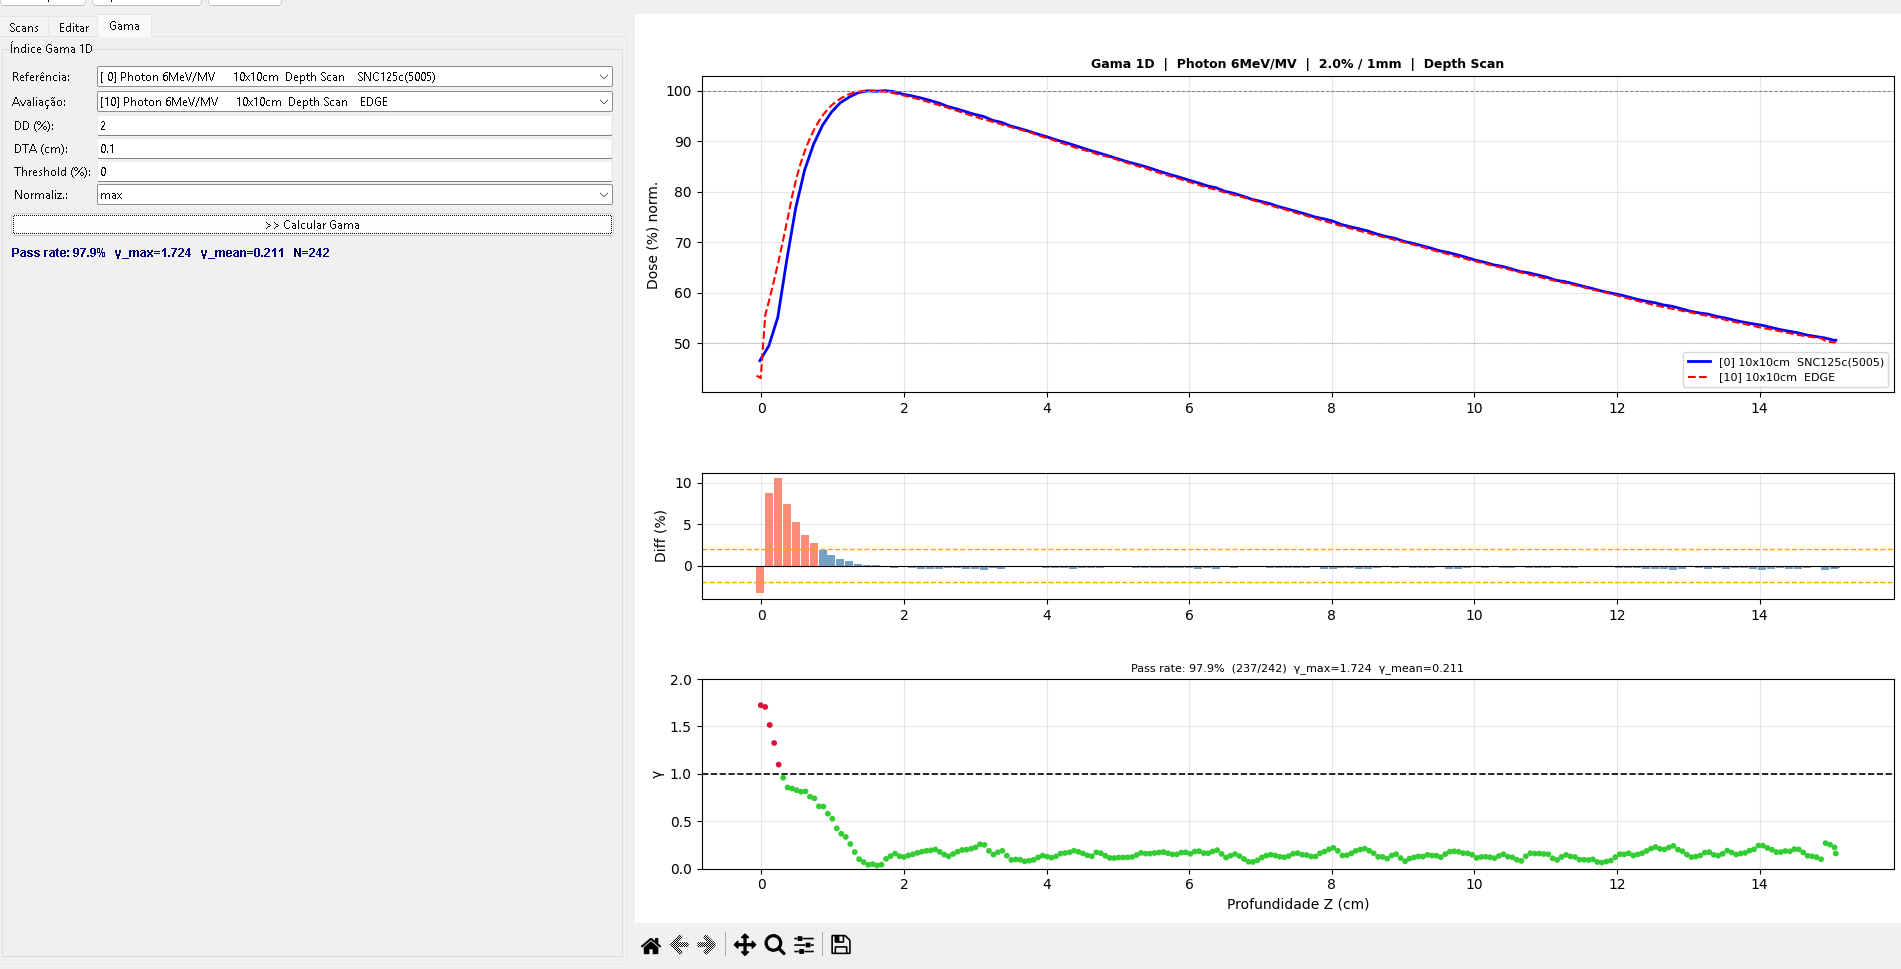 Scans Editar Gama
Índice Gama 1D
Referência: [ 0] Photon 6MeV/MV 10x10cm Depth Scan SNC125c(5005)
Avaliação: [10] Photon 6MeV/MV 10x10cm Depth Scan EDGE
DD (%): 2
DTA (cm): 0.1
Threshold (%): 0
Normaliz.: max
>> Calcular Gama
Pass rate: 97.9% γ_max=1.724 γ_mean=0.211 N=242
Gama 1D | Photon 6MeV/MV | 2.0% / 1mm | Depth Scan
Dose (%) norm.
100
90
80
70
60
50
[0] 10x10cm SNC125c(5005)
[10] 10x10cm EDGE
0 2 4 6 8 10 12 14
Diff (%)
10
5
0
0 2 4 6 8 10 12 14
Pass rate: 97.9% (237/242) γ_max=1.724 γ_mean=0.211
γ
2.0
1.5
1.0
0.5
0.0
0 2 4 6 8 10 12 14
Profundidade Z (cm)